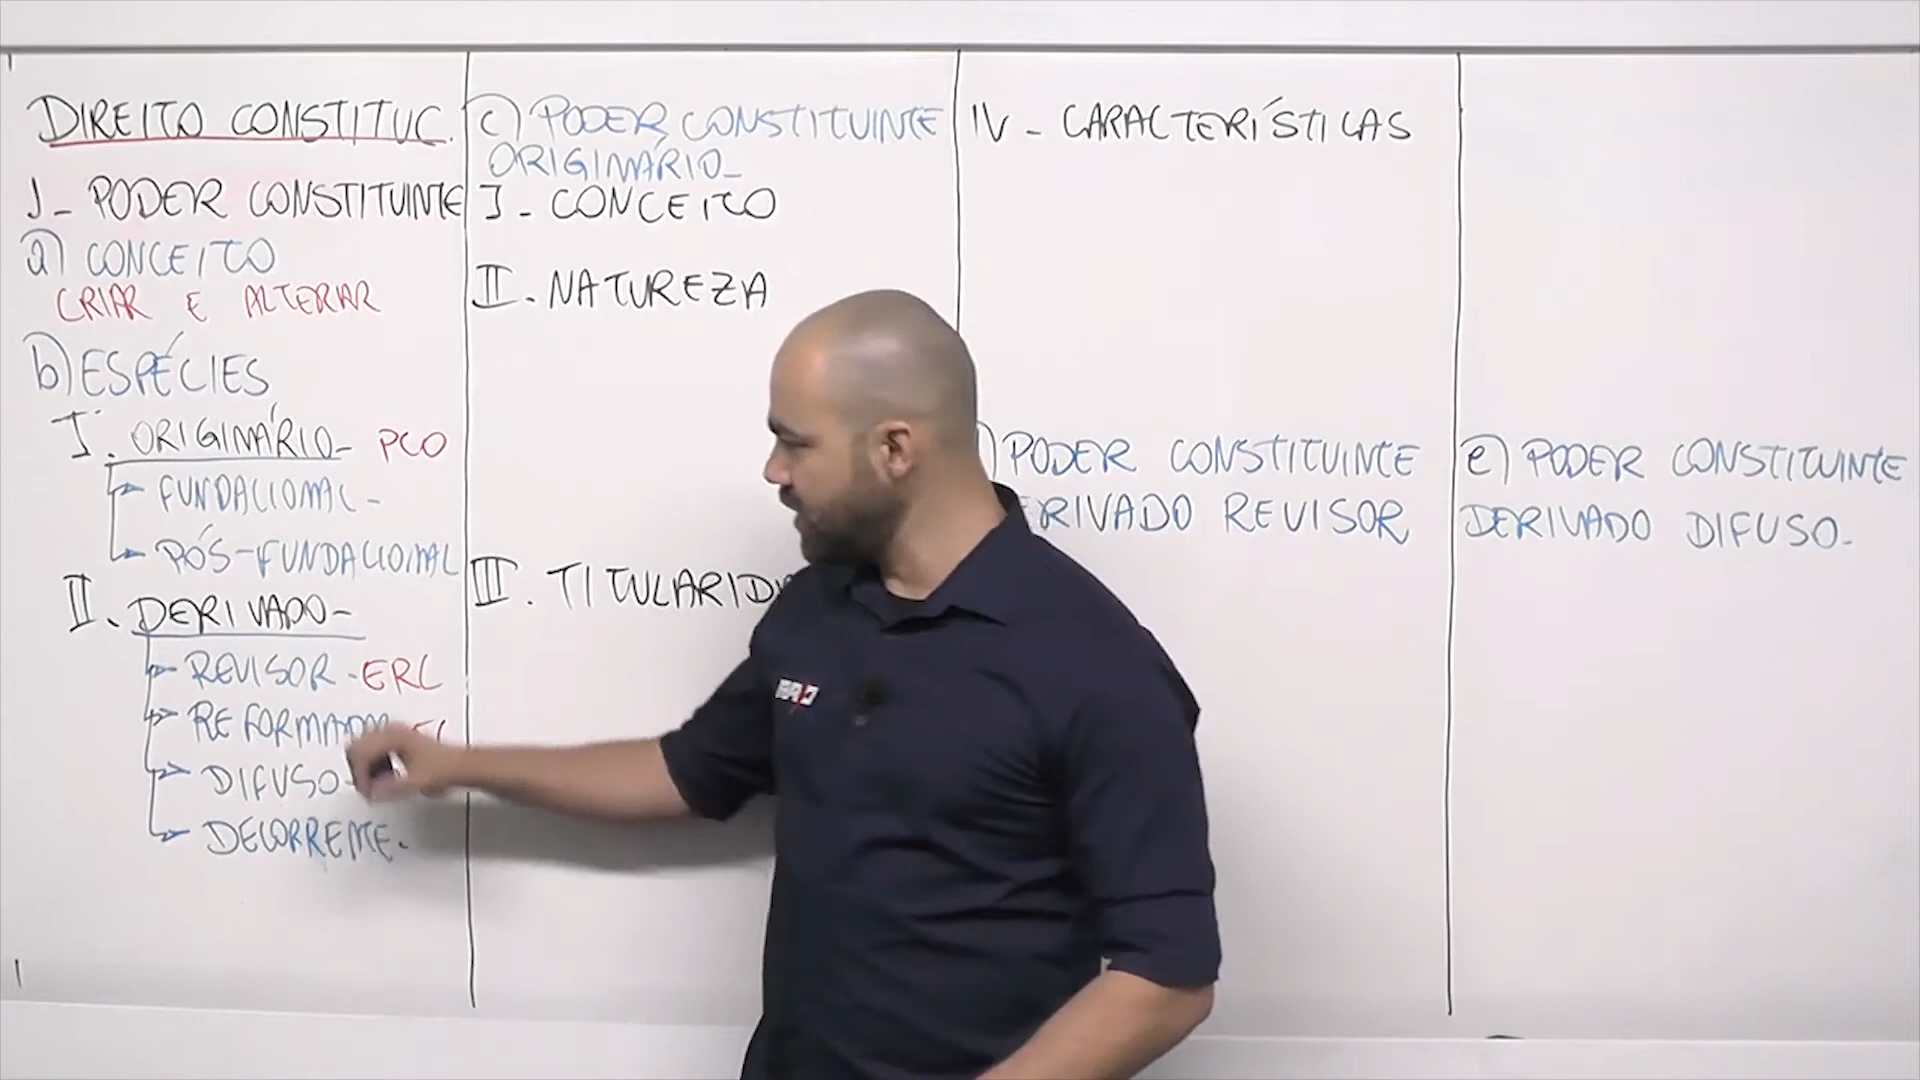 DIREITO CONSTITUC.
I- PODER CONSTITUINTE
a) CONCEITO
CRIAR E ALTERAR
b) ESPÉCIES
I. ORIGINÁRIO- PCO
FUNDACIONAL-
PÓS-FUNDACIONAL
II. DERIVADO-
REVISOR-ERC
REFORMADOR
DIFUSO-
DECORRENTE.
c) PODER CONSTITUINTE
ORIGINÁRIO-
I-CONCEITO
II. NATUREZA
III. TITULARID
IV- CARACTERÍSTICAS
) PODER CONSTITUINTE
ERIVADO REVISOR
e) PODER CONSTITUINTE
DERIVADO DIFUSO-